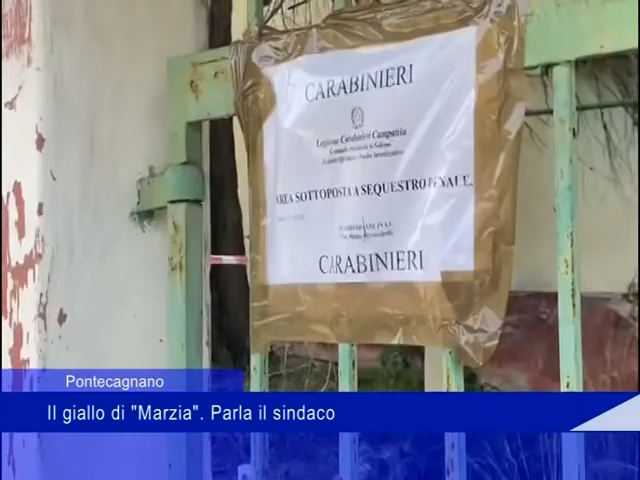 CARABINIERI
Legione Carabinieri Campania
AREA SOTTOPOSTA A SEQUESTRO PENALE.
CARABINIERI
Pontecagnano
Il giallo di "Marzia". Parla il sindaco